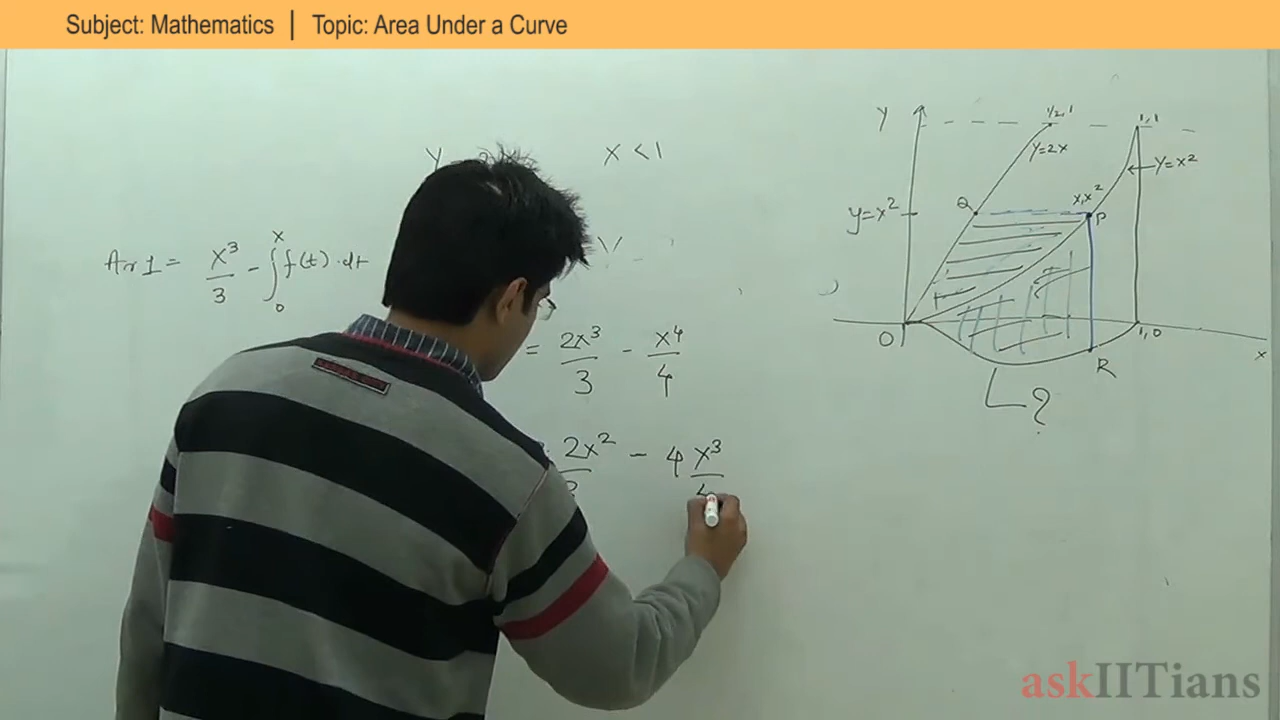 Subject: Mathematics | Topic: Area Under a Curve
Y
x < 1
Ar 1 = x³/3 - ∫₀ˣ f(t)·dt
= 2x³/3 - x⁴/4
2x² - 4 x³/4
Y
1/2,1
1,1
y=2x
y=x²
y=x²
Q
x,x²
P
O
1,0
x
R
?
askIITians